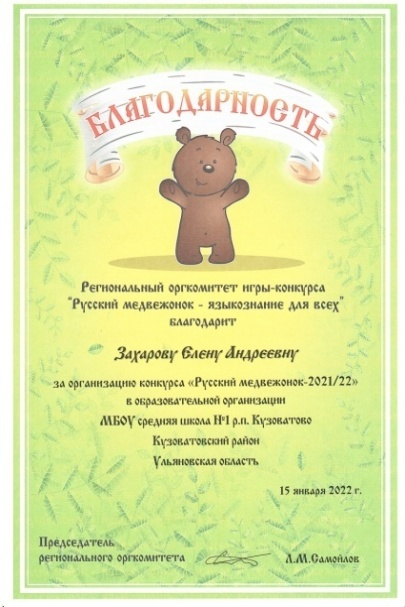 БЛАГОДАРНОСТЬ
Региональный оргкомитет игры-конкурса
"Русский медвежонок - языкознание для всех"
благодарит
Захарову Елену Андреевну
за организацию конкурса «Русский медвежонок-2021/22»
в образовательной организации
МБОУ средняя школа №1 р.п. Кузоватово
Кузоватовский район
Ульяновская область
15 января 2022 г.
Председатель
регионального оргкомитета Л.М.Самойлов